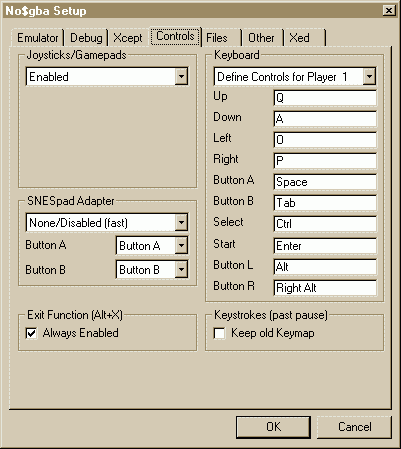 No$gba Setup
Emulator Debug Xcept Controls Files Other Xed
Joysticks/Gamepads
Enabled
SNESpad Adapter
None/Disabled (fast)
Button A Button A
Button B Button B
Exit Function (Alt+X)
Always Enabled
Keyboard
Define Controls for Player 1
Up Q
Down A
Left O
Right P
Button A Space
Button B Tab
Select Ctrl
Start Enter
Button L Alt
Button R Right Alt
Keystrokes (past pause)
Keep old Keymap
OK Cancel